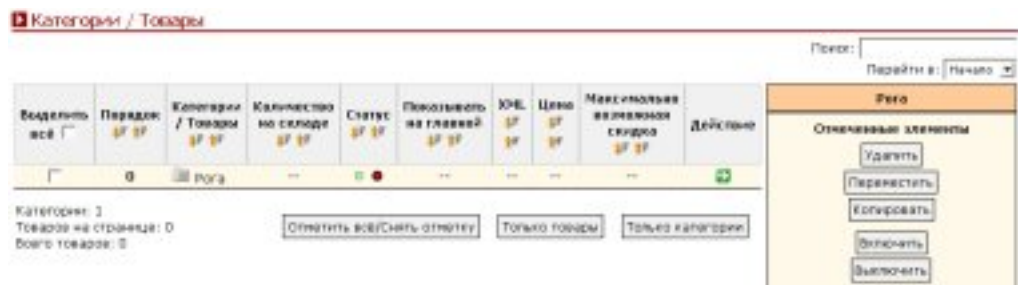 Категории / Товары
Поиск:
Перейти в: Начало
Выделить всё
Порядок
Категории / Товары
Количество на складе
Статус
Показывать на главной
XML
Цена
Максимально возможная скидка
Действие
0 Рога -- -- -- -- --
Категории: 1
Товаров на странице: 0
Всего товаров: 0
Отметить всё/Снять отметку
Только товары
Только категории
Рога
Отмеченные элементы
Удалить
Переместить
Копировать
Включить
Выключить